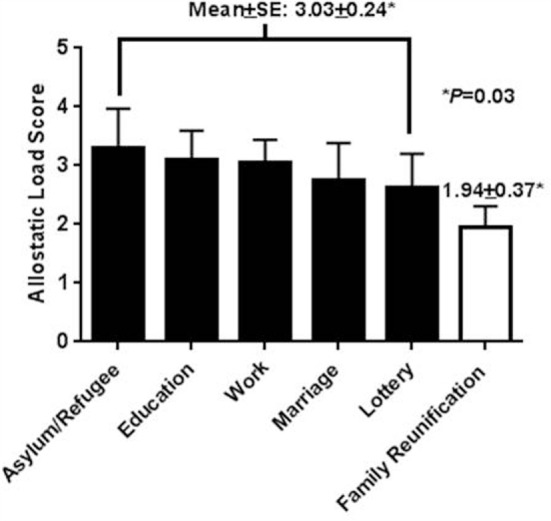 Mean±SE: 3.03±0.24*
*P=0.03
1.94±0.37*
Allostatic Load Score
5
4
3
2
1
0
Asylum/Refugee
Education
Work
Marriage
Lottery
Family Reunification